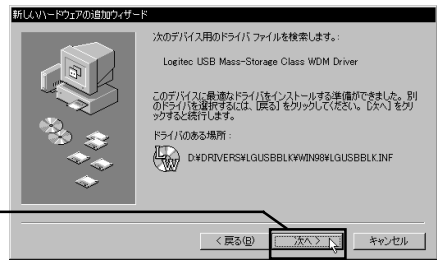 新しいハードウェアの追加ウィザード
次のデバイス用のドライバ ファイルを検索します。:
Logitec USB Mass-Storage Class WDM Driver
このデバイスに最適なドライバをインストールする準備ができました。別
のドライバを選択するには、[戻る] をクリックしてください。[次へ] をクリ
ックすると続行します。
ドライバのある場所:
D:¥DRIVERS¥LGUSBBLK¥WIN98¥LGUSBBLK.INF
< 戻る(B)
次へ >
キャンセル